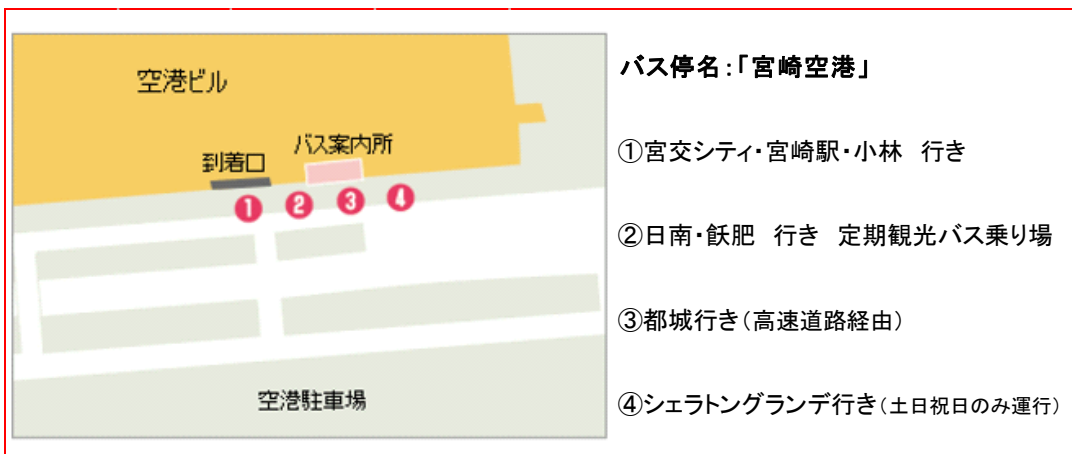 空港ビル
バス案内所
到着口
❶ ❷ ❸ ❹
空港駐車場
バス停名:「宮崎空港」
①宮交シティ・宮崎駅・小林 行き
②日南・飫肥 行き 定期観光バス乗り場
③都城行き(高速道路経由)
④シェラトングランデ行き(土日祝日のみ運行)